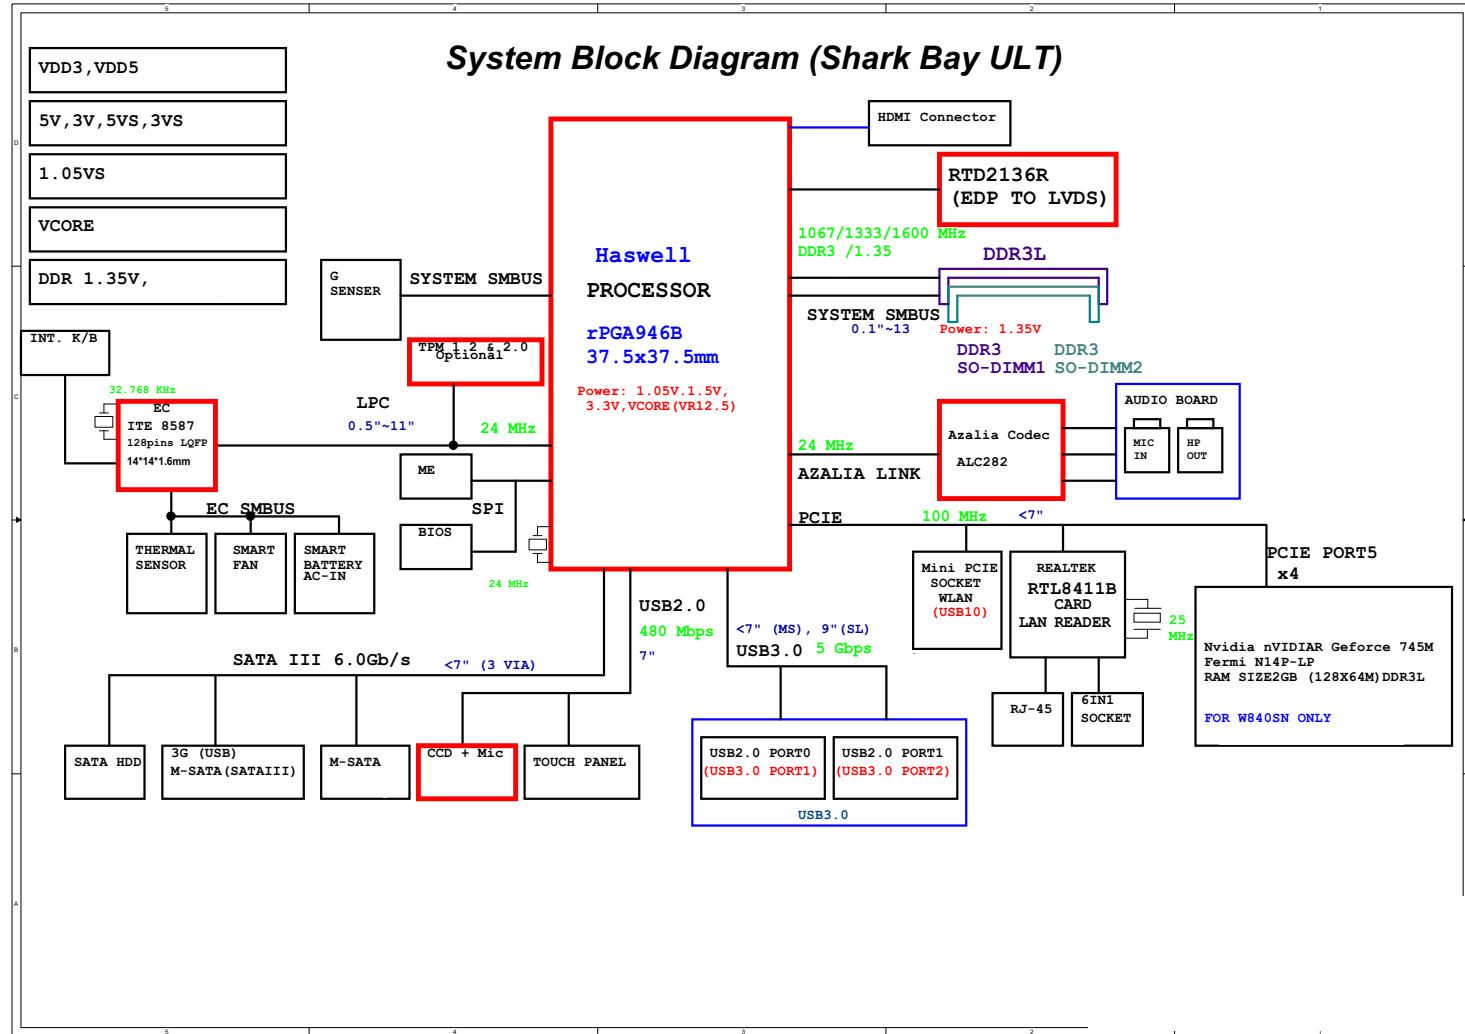 System Block Diagram (Shark Bay ULT)
VDD3,VDD5
5V,3V,5VS,3VS
1.05VS
VCORE
DDR 1.35V,
HDMI Connector
RTD2136R
(EDP TO LVDS)
1067/1333/1600 MHz
DDR3 /1.35
DDR3L
SYSTEM SMBUS
0.1"~13
Power: 1.35V
DDR3
SO-DIMM1
DDR3
SO-DIMM2
Haswell
PROCESSOR
rPGA946B
37.5x37.5mm
Power: 1.05V.1.5V,
3.3V,VCORE(VR12.5)
G
SENSER
SYSTEM SMBUS
TPM 1.2 & 2.0
Optional
INT. K/B
32.768 KHz
EC
ITE 8587
128pins LQFP
14*14*1.6mm
LPC
0.5"~11"
24 MHz
ME
SPI
BIOS
24 MHz
EC SMBUS
THERMAL
SENSOR
SMART
FAN
SMART
BATTERY
AC-IN
24 MHz
AZALIA LINK
Azalia Codec
ALC282
AUDIO BOARD
MIC
IN
HP
OUT
PCIE
100 MHz
<7"
Mini PCIE
SOCKET
WLAN
(USB10)
REALTEK
RTL8411B
CARD
LAN READER
25
MHz
RJ-45
6IN1
SOCKET
PCIE PORT5
x4
Nvidia nVIDIAR Geforce 745M
Fermi N14P-LP
RAM SIZE2GB (128X64M)DDR3L
FOR W840SN ONLY
USB2.0
480 Mbps
7"
<7" (MS), 9"(SL)
USB3.0 5 Gbps
SATA III 6.0Gb/s
<7" (3 VIA)
SATA HDD
3G (USB)
M-SATA(SATAIII)
M-SATA
CCD + Mic
TOUCH PANEL
USB2.0 PORT0
(USB3.0 PORT1)
USB2.0 PORT1
(USB3.0 PORT2)
USB3.0
5
4
3
2
1
D
C
B
A
5
4
3
2
1